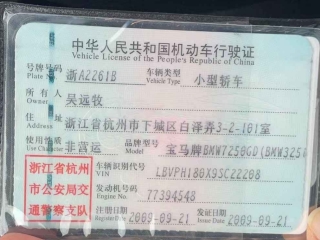 中华人民共和国机动车行驶证
Vehicle License of the People's Republic of China
号牌号码 浙A2261B 车辆类型 小型轿车
Plate No. Vehicle Type
所有人 吴远牧
Owner
住址 浙江省杭州市下城区白泽弄3-2-161室
Address
使用性质 非营运 品牌型号 宝马牌BMW7250GD(BMW325i
Use Character Model
浙江省杭州
市公安局交
通警察支队
车辆识别代号 LBVPH180X9SC22208
VIN
发动机号码 77394548
Engine No.
注册日期 2009-09-21 发证日期 2009-09-21
Register Date Issue Date